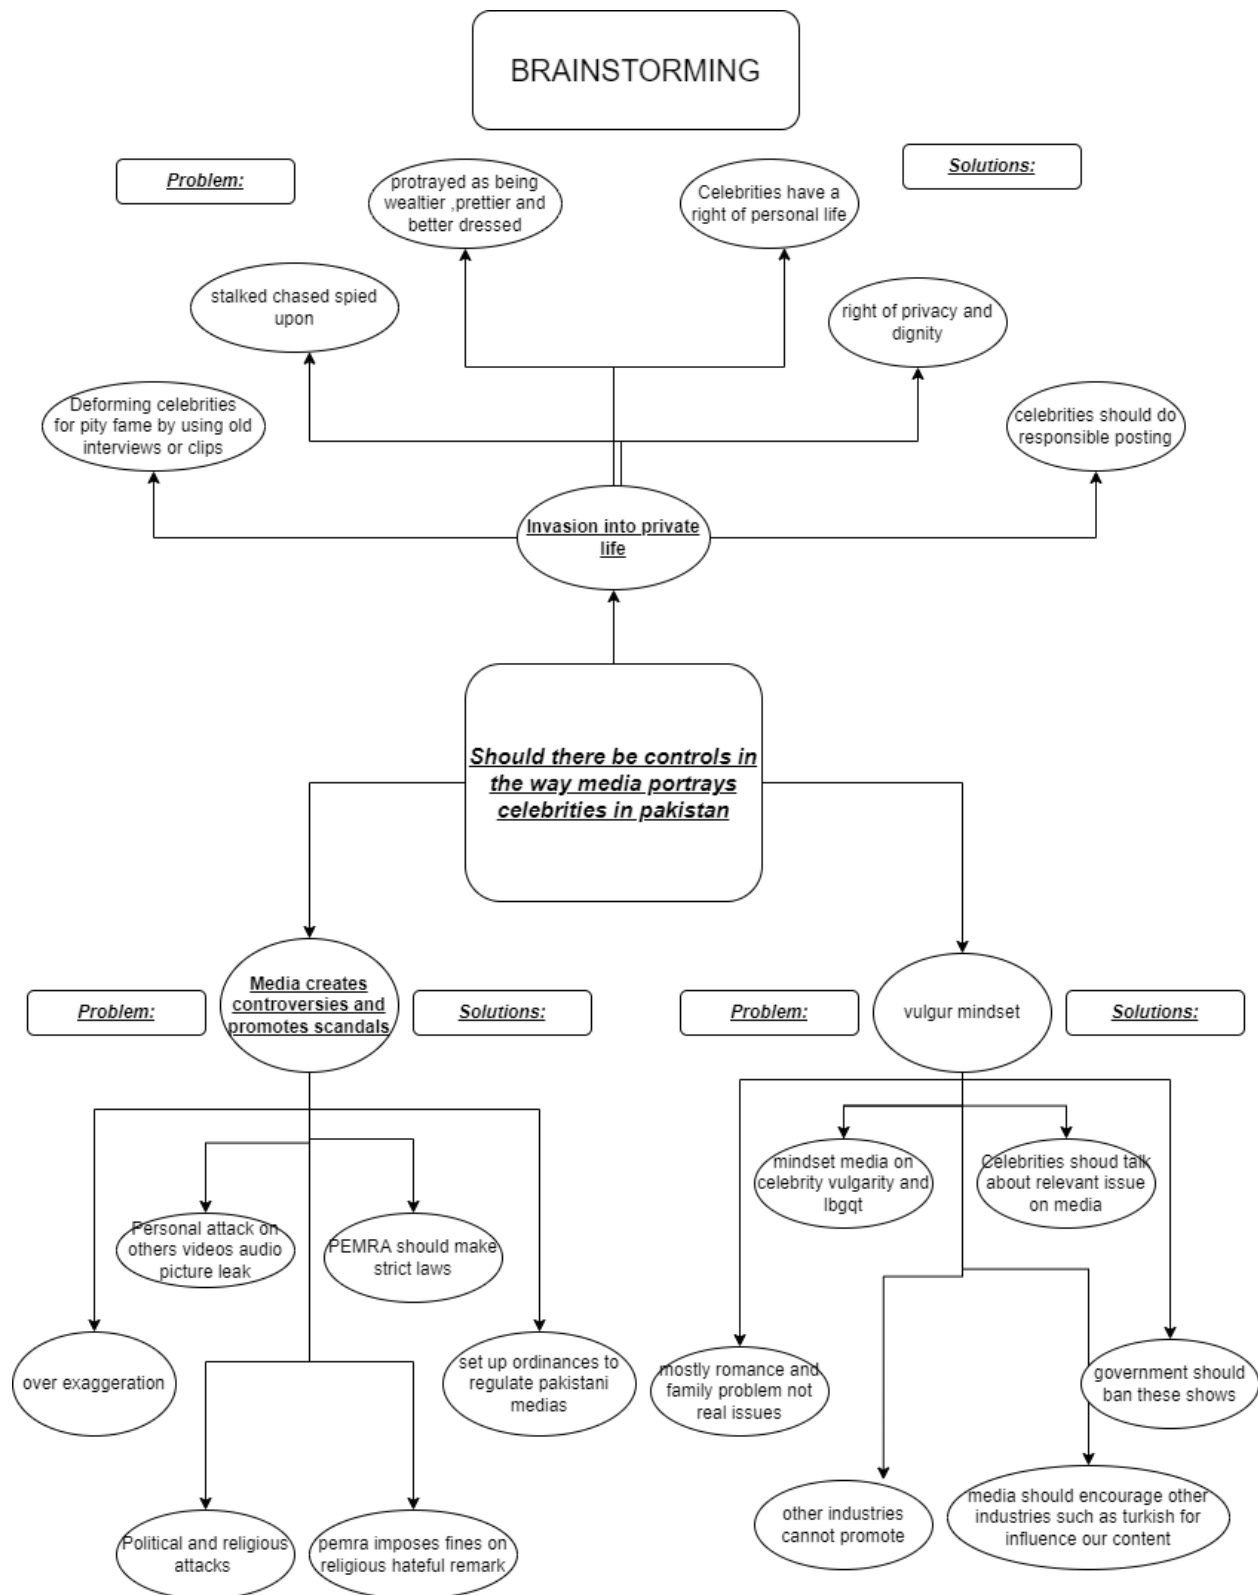 BRAINSTORMING
Problem:
Solutions:
protrayed as being
wealtier ,prettier and
better dressed
Celebrities have a
right of personal life
stalked chased spied
upon
right of privacy and
dignity
Deforming celebrities
for pity fame by using old
interviews or clips
celebrities should do
responsible posting
Invasion into private
life
Should there be controls in
the way media portrays
celebrities in pakistan
Media creates
controversies and
promotes scandals
Problem:
Solutions:
Personal attack on
others videos audio
picture leak
PEMRA should make
strict laws
over exaggeration
set up ordinances to
regulate pakistani
medias
Political and religious
attacks
pemra imposes fines on
religious hateful remark
vulgur mindset
Problem:
Solutions:
mindset media on
celebrity vulgarity and
lbgqt
Celebrities shoud talk
about relevant issue
on media
mostly romance and
family problem not
real issues
government should
ban these shows
other industries
cannot promote
media should encourage other
industries such as turkish for
influence our content